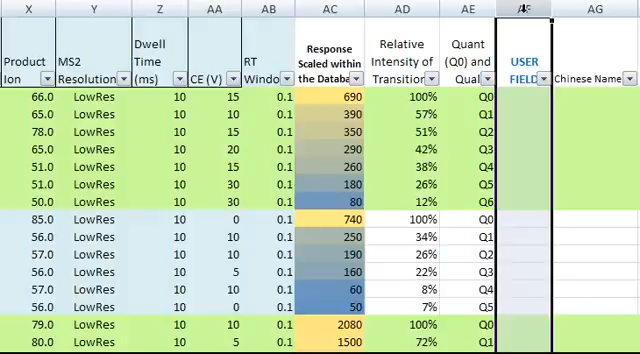 X Y Z AA AB AC AD AE AG
Product Ion MS2 Resolution Dwell Time (ms) CE (V) RT Windo Response Scaled within the Databas Relative Intensity of Transition Quant (Q0) and Qual USER FIELD Chinese Name
66.0 LowRes 10 15 0.1 690 100% Q0
65.0 LowRes 10 10 0.1 390 57% Q1
78.0 LowRes 10 15 0.1 350 51% Q2
65.0 LowRes 10 20 0.1 290 42% Q3
51.0 LowRes 10 15 0.1 260 38% Q4
51.0 LowRes 10 30 0.1 180 26% Q5
50.0 LowRes 10 30 0.1 80 12% Q6
85.0 LowRes 10 0 0.1 740 100% Q0
56.0 LowRes 10 10 0.1 250 34% Q1
57.0 LowRes 10 10 0.1 190 26% Q2
56.0 LowRes 10 5 0.1 160 22% Q3
57.0 LowRes 10 10 0.1 60 8% Q4
56.0 LowRes 10 0 0.1 50 7% Q5
79.0 LowRes 10 10 0.1 2080 100% Q0
80.0 LowRes 10 5 0.1 1500 72% Q1